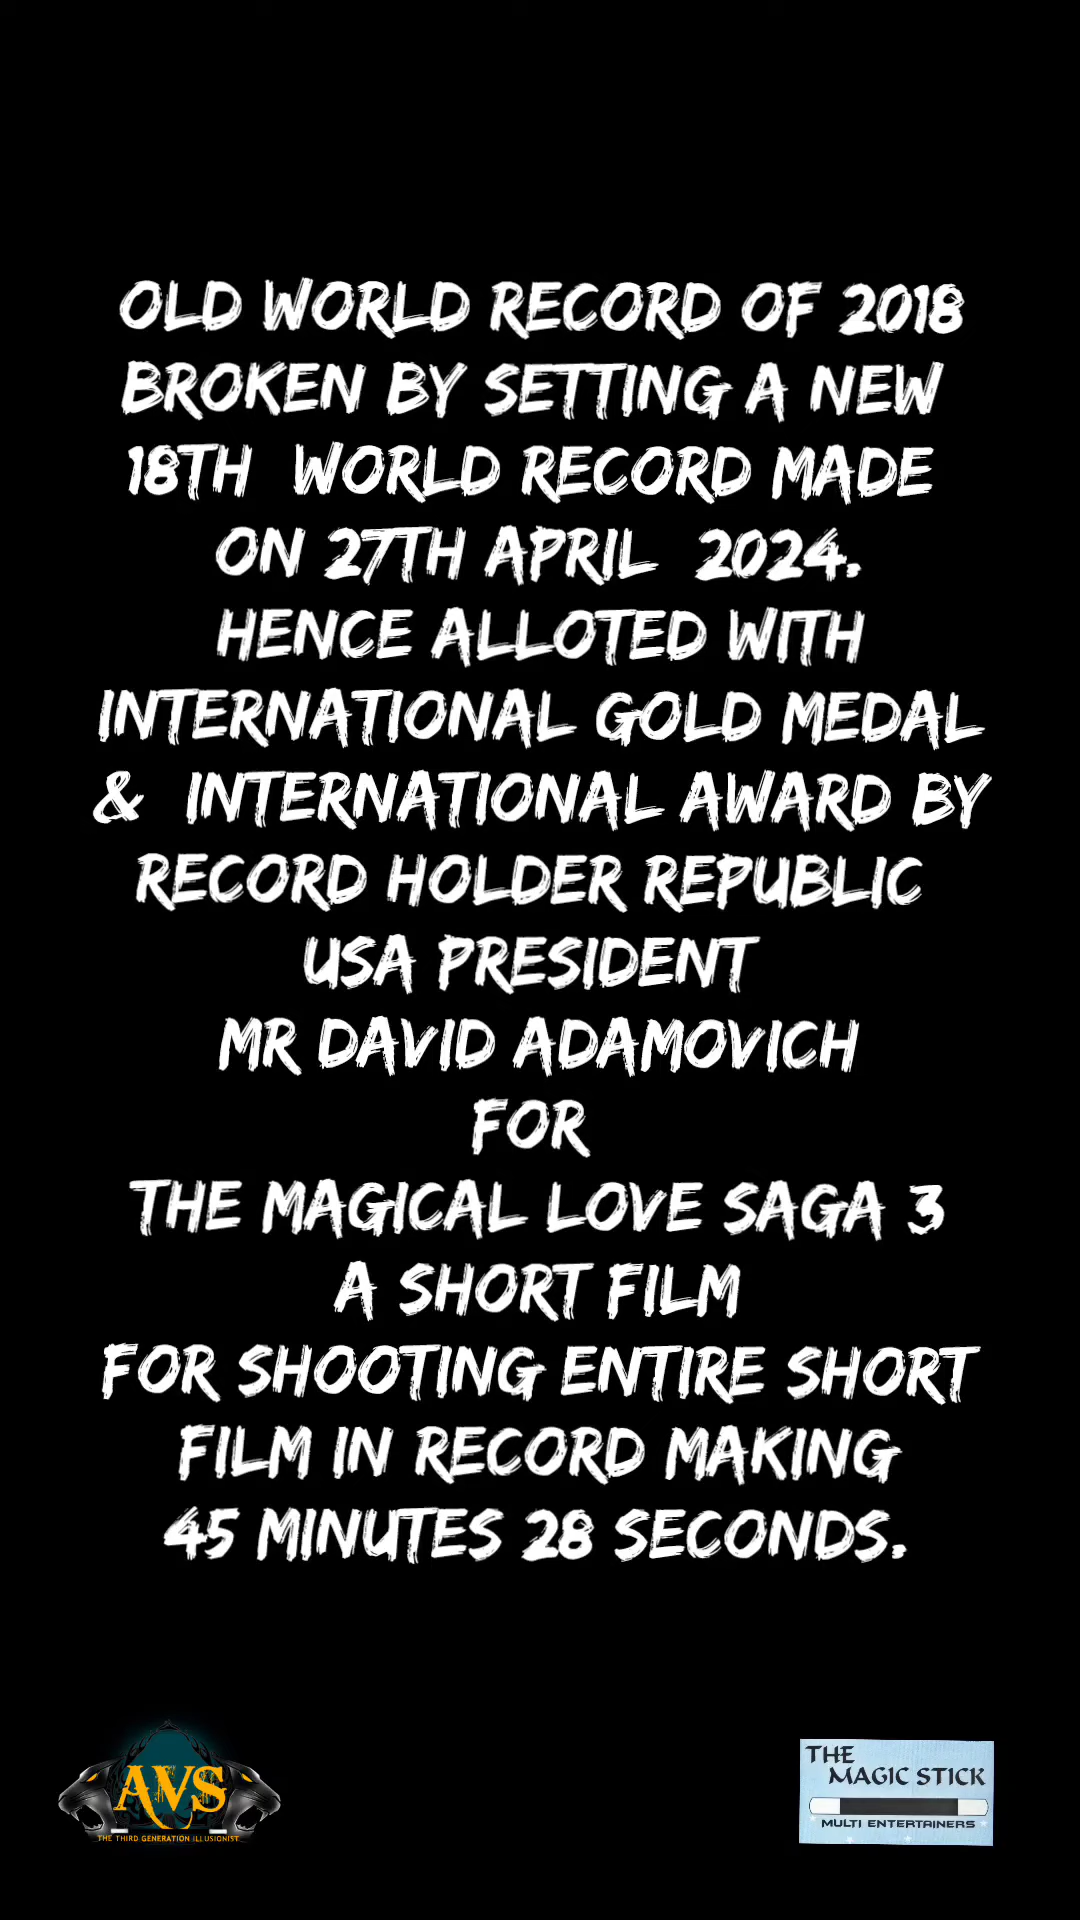 OLD WORLD RECORD OF 2018
BROKEN BY SETTING A NEW
18TH WORLD RECORD MADE
ON 27TH APRIL 2024.
HENCE ALLOTED WITH
INTERNATIONAL GOLD MEDAL
& INTERNATIONAL AWARD BY
RECORD HOLDER REPUBLIC
USA PRESIDENT
MR DAVID ADAMOVICH
FOR
THE MAGICAL LOVE SAGA 3
A SHORT FILM
FOR SHOOTING ENTIRE SHORT
FILM IN RECORD MAKING
45 MINUTES 28 SECONDS.
AVS
THE THIRD GENERATION ILLUSIONIST
THE
MAGIC STICK
MULTI ENTERTAINERS